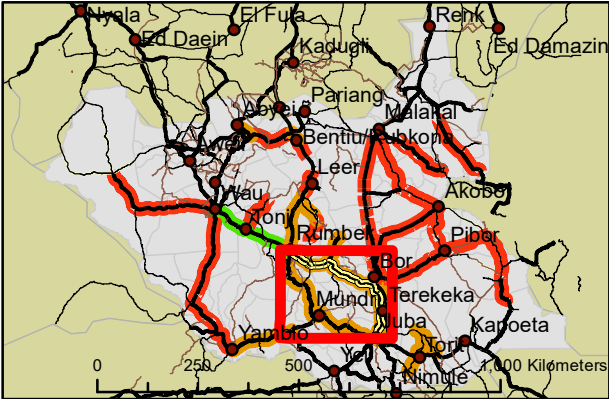 Nyala
El Fula
Renk
Ed Daein
Ed Damazin
Kadugli
Pariang
Abyei
Malakal
Bentiu/Rubkona
Aweil
Leer
Wau
Akobo
Tonj
Rumbek
Pibor
Bor
Mundri
Terekeka
Juba
Kapoeta
Yambio
Yei
Torit
Nimule
0
250
500
1,000 Kilometers